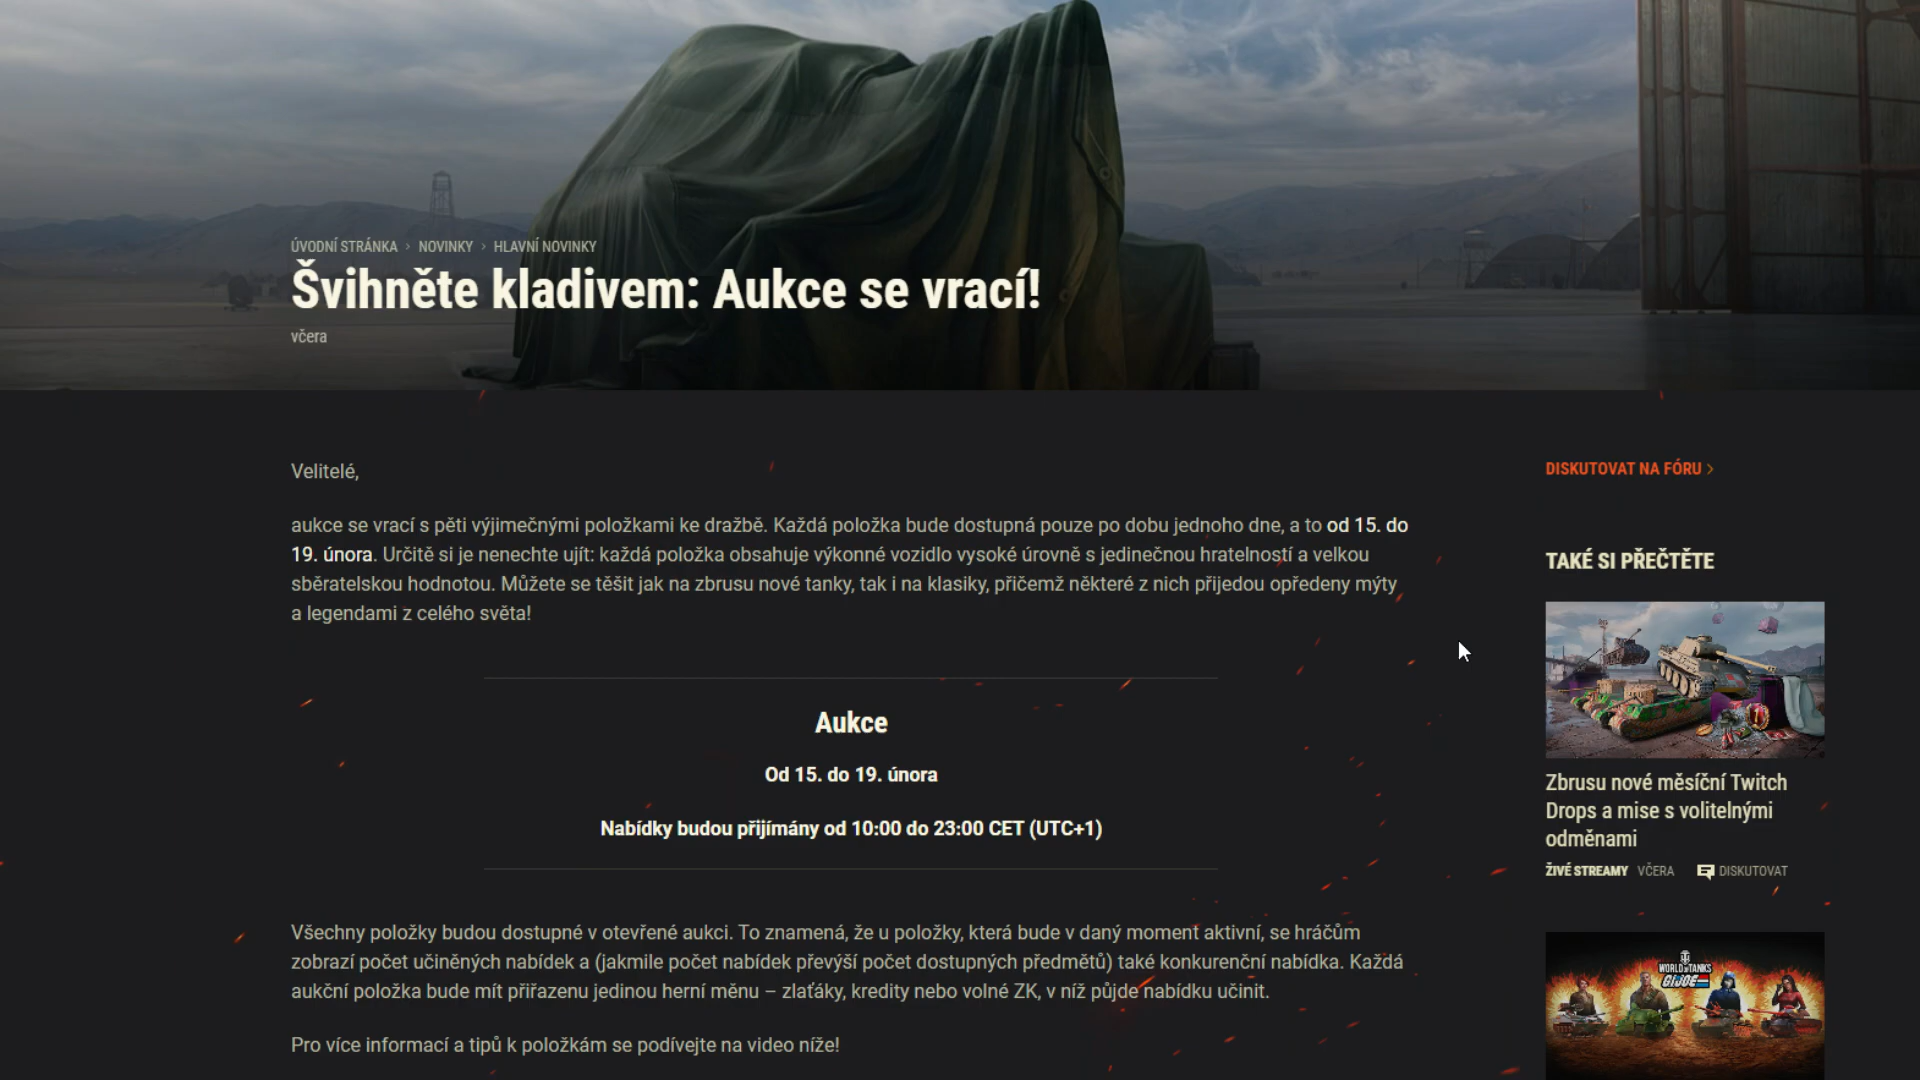 ÚVODNÍ STRÁNKA > NOVINKY > HLAVNÍ NOVINKY
Švihněte kladivem: Aukce se vrací!
včera
Velitelé,
aukce se vrací s pěti výjimečnými položkami ke dražbě. Každá položka bude dostupná pouze po dobu jednoho dne, a to od 15. do
19. února. Určitě si je nenechte ujít: každá položka obsahuje výkonné vozidlo vysoké úrovně s jedinečnou hratelností a velkou
sběratelskou hodnotou. Můžete se těšit jak na zbrusu nové tanky, tak i na klasiky, přičemž některé z nich přijedou opředeny mýty
a legendami z celého světa!
Aukce
Od 15. do 19. února
Nabídky budou přijímány od 10:00 do 23:00 CET (UTC+1)
Všechny položky budou dostupné v otevřené aukci. To znamená, že u položky, která bude v daný moment aktivní, se hráčům
zobrazí počet učiněných nabídek a (jakmile počet nabídek převýší počet dostupných předmětů) také konkurenční nabídka. Každá
aukční položka bude mít přiřazenu jedinou herní měnu – zlaťáky, kredity nebo volné ZK, v níž půjde nabídku učinit.
Pro více informací a tipů k položkám se podívejte na video níže!
DISKUTOVAT NA FÓRU >
TAKÉ SI PŘEČTĚTE
Zbrusu nové měsíční Twitch
Drops a mise s volitelnými
odměnami
ŽIVÉ STREAMY VČERA DISKUTOVAT
WORLD OF TANKS
G.I. JOE